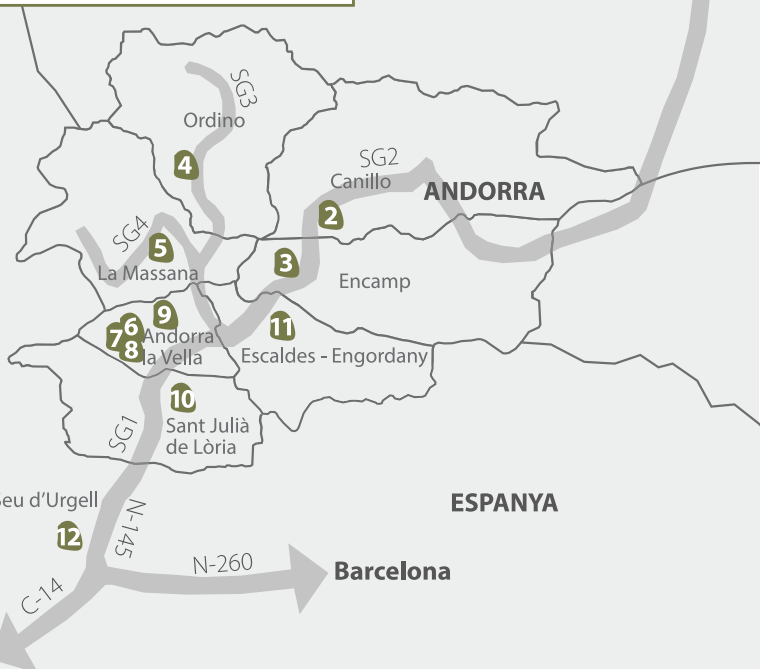 SG3
Ordino
4
SG2
Canillo
ANDORRA
2
SG4
5
La Massana
3
Encamp
9
6
7
8
Andorra
la Vella
11
Escaldes - Engordany
10
Sant Julià
de Lòria
SG1
Seu d'Urgell
12
N-145
ESPANYA
N-260
Barcelona
C-14